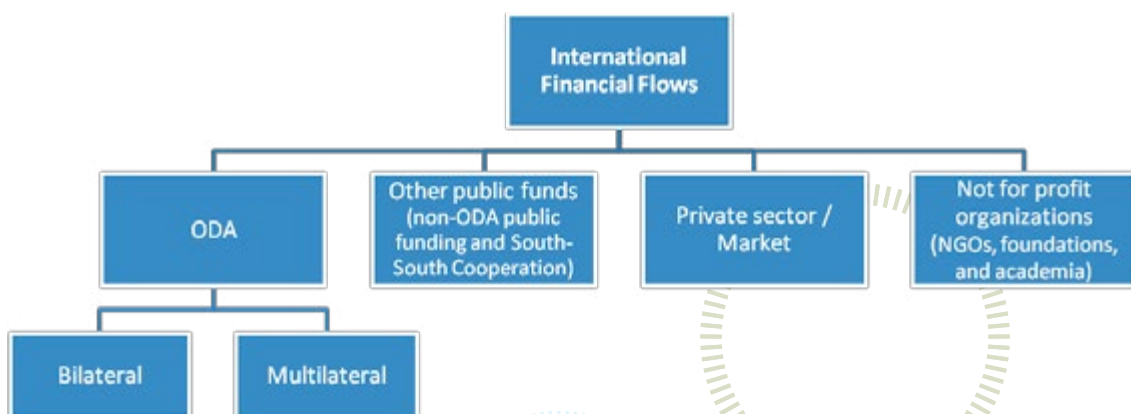 International
Financial Flows
ODA
Other public funds
(non-ODA public
funding and South-
South Cooperation)
Private sector /
Market
Not for profit
organizations
(NGOs, foundations,
and academia)
Bilateral
Multilateral